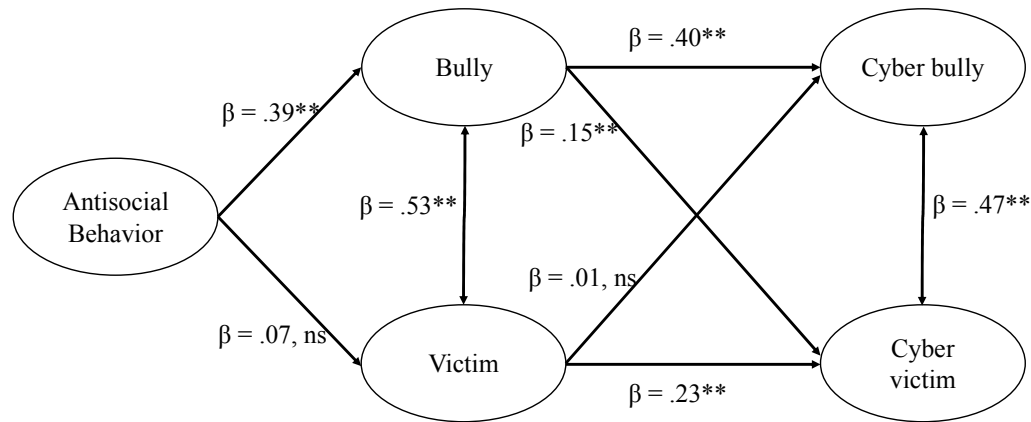 β = .40**
Bully
Cyber bully
β = .39**
β = .15**
Antisocial
Behavior
β = .53**
β = .47**
β = .01, ns
β = .07, ns
Victim
Cyber
victim
β = .23**